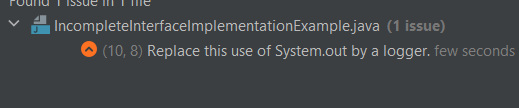 Found 1 issue in 1 file
IncompleteInterfaceImplementationExample.java (1 issue)
(10, 8) Replace this use of System.out by a logger. few seconds